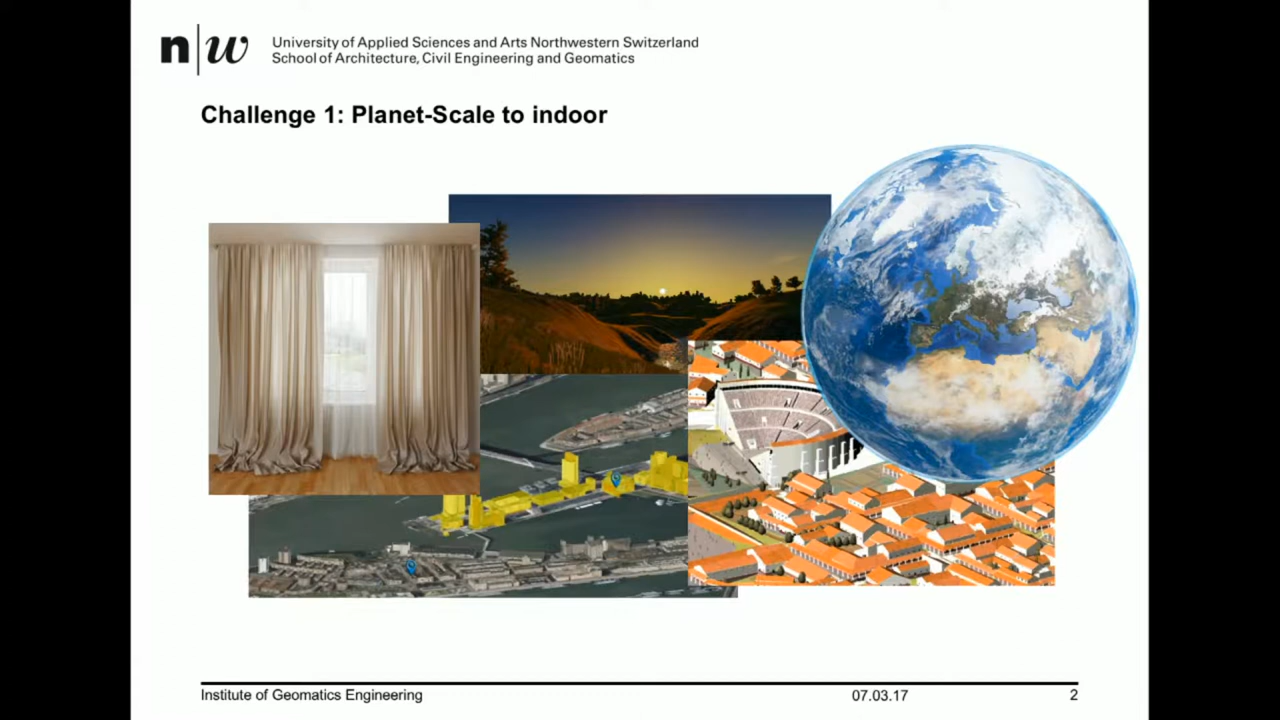 n|w
University of Applied Sciences and Arts Northwestern Switzerland
School of Architecture, Civil Engineering and Geomatics
Challenge 1: Planet-Scale to indoor
Institute of Geomatics Engineering 07.03.17 2